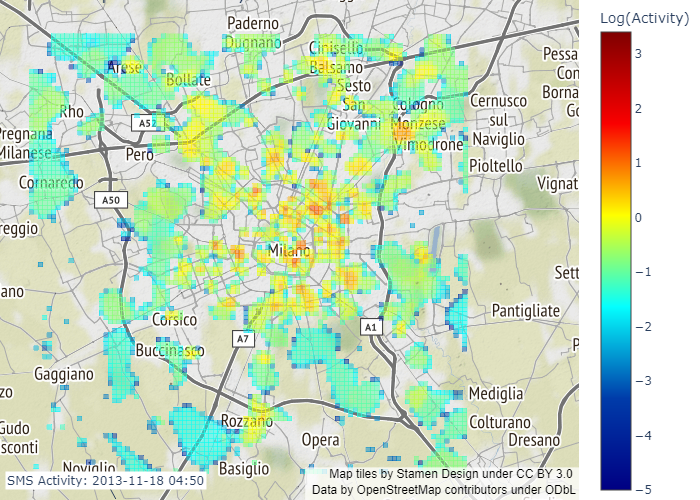 Log(Activity)
3
2
1
0
−1
−2
−3
−4
−5
Paderno
Dugnano
Cinisello
Balsamo
Arese
Bollate
Sesto
San
Giovanni
Cologno
Monzese
Pessa
Con
Borna
Go
Cernusco
sul
Naviglio
Rho
A52
Pregnana
Milanese
Pero
Vimodrone
Pioltello
Cornaredo
Vignat
A50
reggio
Milano
Sett
ano
Pantigliate
Corsico
A7
A1
Buccinasco
P
Gaggiano
Mediglia
zo
Rozzano
Colturano
Gudo
sconti
Opera
Dresano
Noviglio
Basiglio
SMS Activity: 2013-11-18 04:50
Map tiles by Stamen Design under CC BY 3.0
Data by OpenStreetMap contributors under ODbL